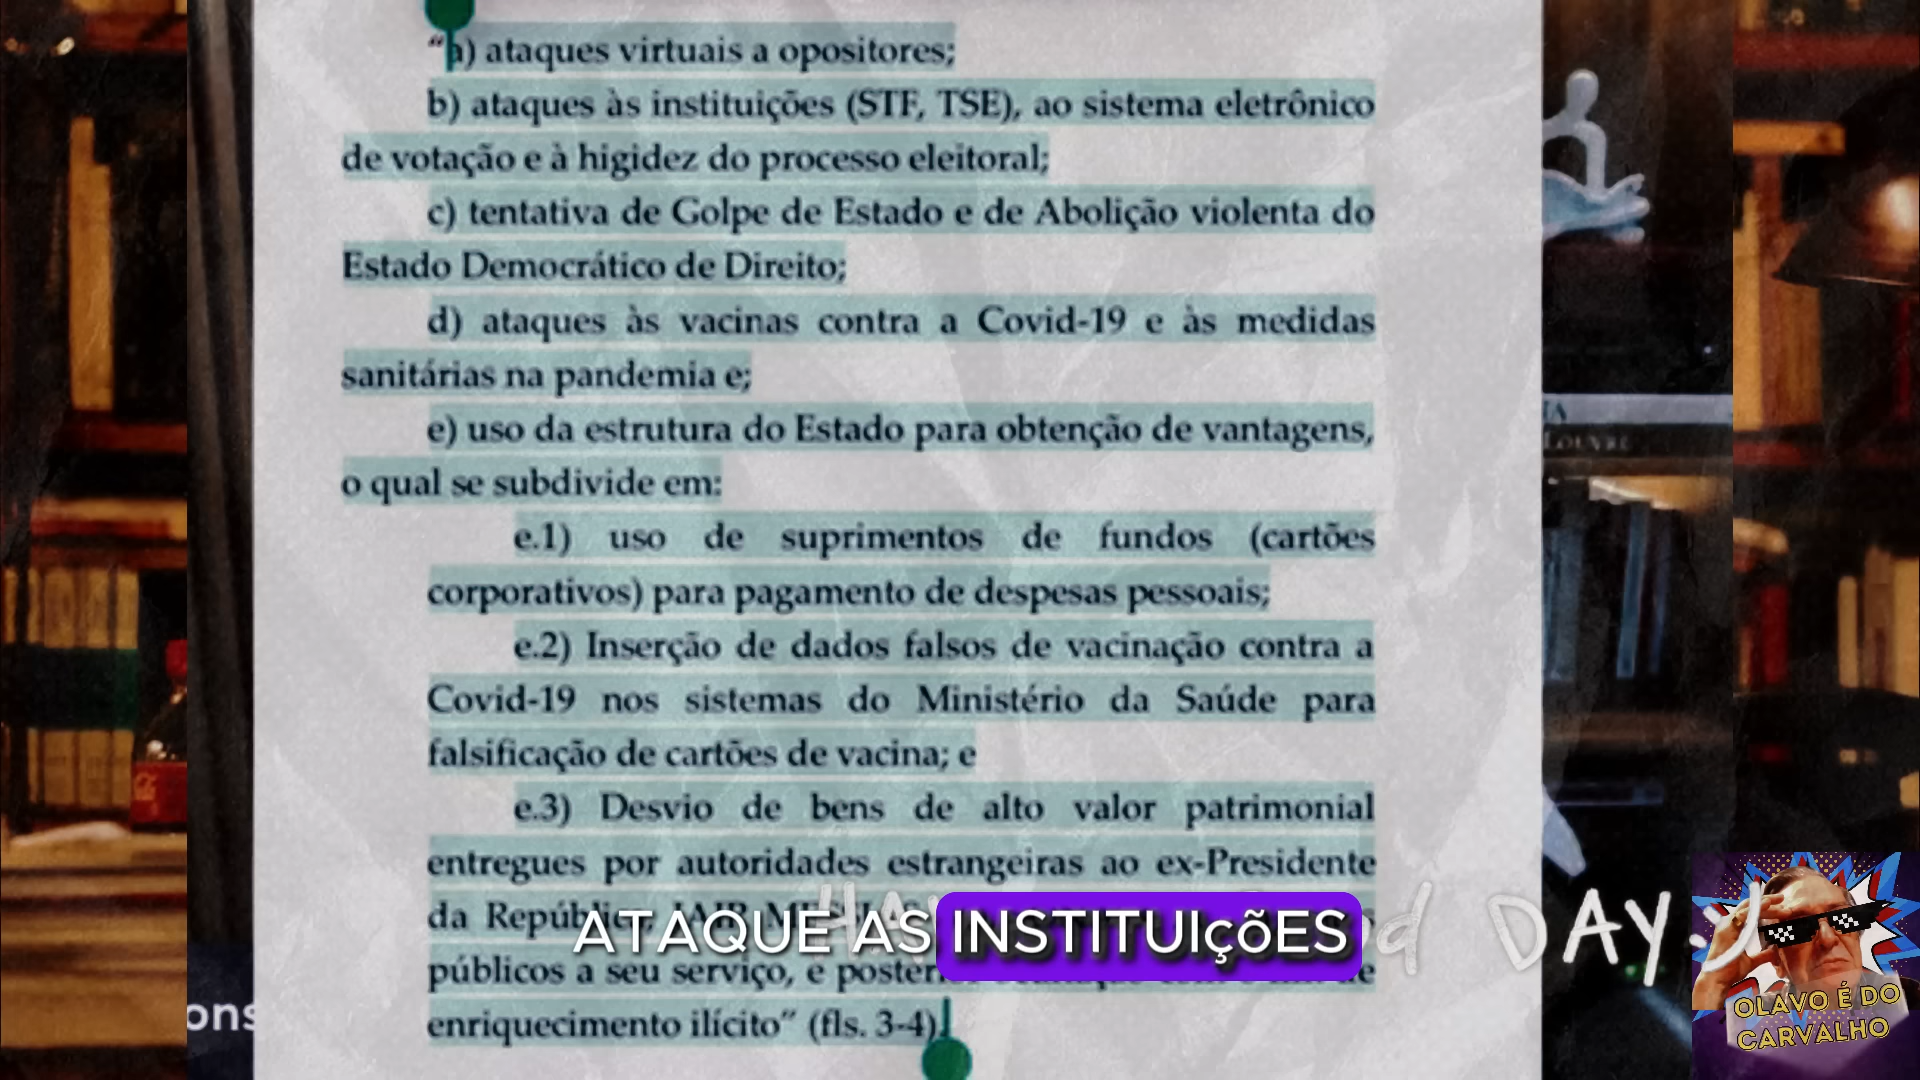 “a) ataques virtuais a opositores;
b) ataques às instituições (STF, TSE), ao sistema eletrônico
de votação e à higidez do processo eleitoral;
c) tentativa de Golpe de Estado e de Abolição violenta do
Estado Democrático de Direito;
d) ataques às vacinas contra a Covid-19 e às medidas
sanitárias na pandemia e;
e) uso da estrutura do Estado para obtenção de vantagens,
o qual se subdivide em:
e.1) uso de suprimentos de fundos (cartões
corporativos) para pagamento de despesas pessoais;
e.2) Inserção de dados falsos de vacinação contra a
Covid-19 nos sistemas do Ministério da Saúde para
falsificação de cartões de vacina; e
e.3) Desvio de bens de alto valor patrimonial
entregues por autoridades estrangeiras ao ex-Presidente
da
públicos a seu serviço, e
enriquecimento ilícito” (fls. 3-4)
ATAQUE AS INSTITUIçõES
DAY
LOUVRE
OLAVO É DO
CARVALHO